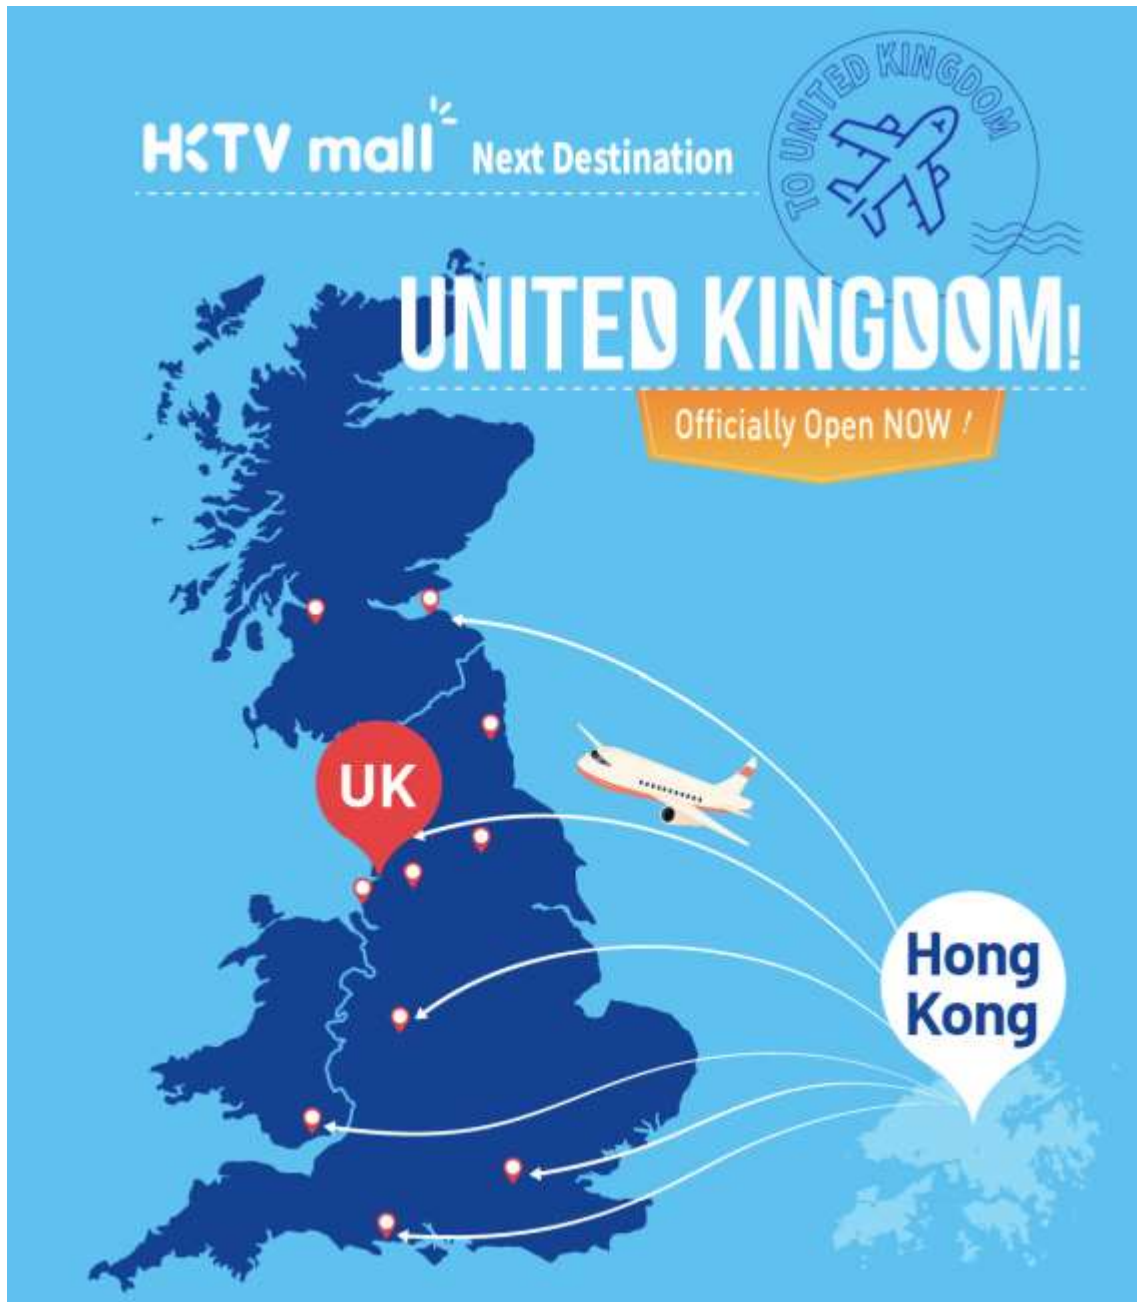 TO UNITED KINGDOM
HKTV mall Next Destination
UNITED KINGDOM!
Officially Open NOW !
UK
Hong
Kong